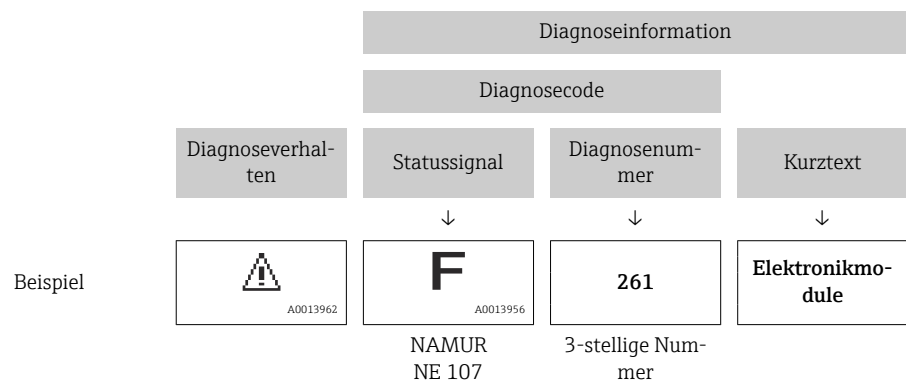 Diagnoseinformation
Diagnosecode
Diagnoseverhal-
ten
Statussignal
Diagnosenum-
mer
Kurztext
↓ ↓ ↓
Beispiel
A0013962
F
A0013956
261
Elektronikmo-
dule
NAMUR
NE 107
3-stellige Num-
mer